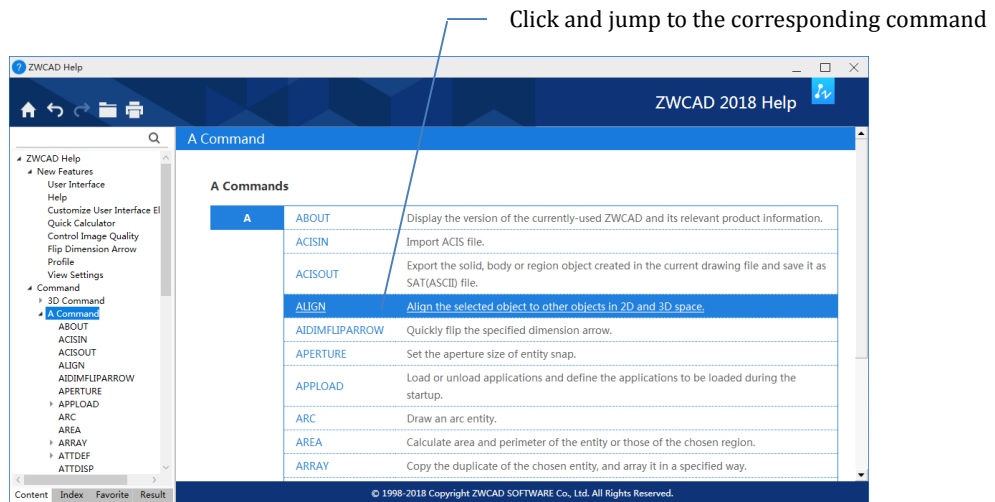 Click and jump to the corresponding command
ZWCAD Help
ZWCAD 2018 Help
A Command
ZWCAD Help
New Features
User Interface
Help
Customize User Interface El
Quick Calculator
Control Image Quality
Flip Dimension Arrow
Profile
View Settings
Command
3D Command
A Command
ABOUT
ACISIN
ACISOUT
ALIGN
AIDIMFLIPARROW
APERTURE
APPLOAD
ARC
AREA
ARRAY
ATTDEF
ATTDISP
Content Index Favorite Result
A Commands
A ABOUT Display the version of the currently-used ZWCAD and its relevant product information.
ACISIN Import ACIS file.
ACISOUT Export the solid, body or region object created in the current drawing file and save it as
SAT(ASCII) file.
ALIGN Align the selected object to other objects in 2D and 3D space.
AIDIMFLIPARROW Quickly flip the specified dimension arrow.
APERTURE Set the aperture size of entity snap.
APPLOAD Load or unload applications and define the applications to be loaded during the
startup.
ARC Draw an arc entity.
AREA Calculate area and perimeter of the entity or those of the chosen region.
ARRAY Copy the duplicate of the chosen entity, and array it in a specified way.
© 1998-2018 Copyright ZWCAD SOFTWARE Co., Ltd. All Rights Reserved.